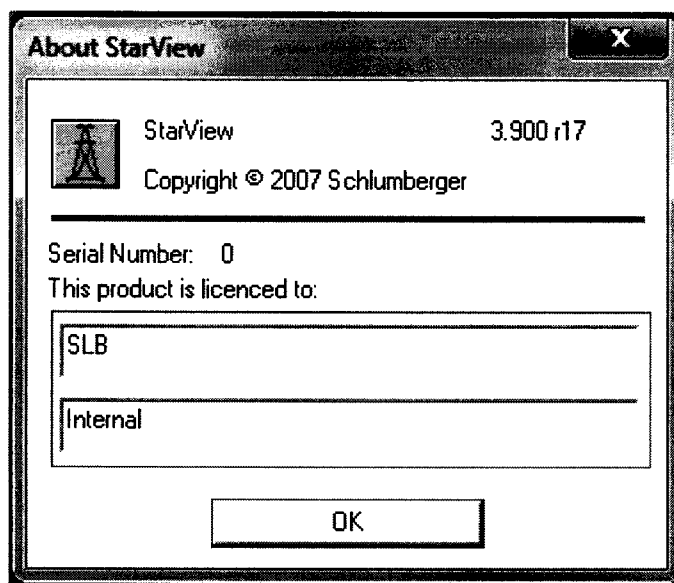 About StarView
X
StarView 3.900 r17
Copyright © 2007 Schlumberger
Serial Number: 0
This product is licenced to:
SLB
Internal
OK